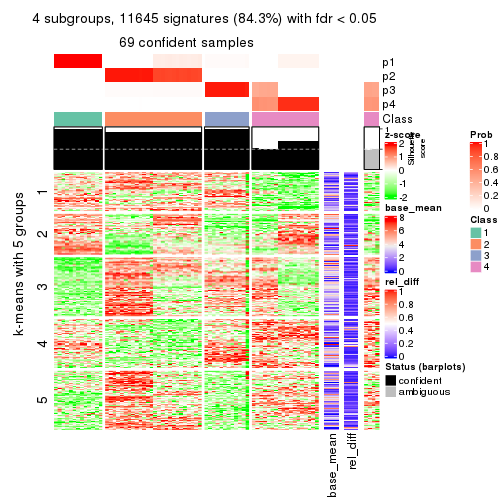 4 subgroups, 11645 signatures (84.3%) with fdr < 0.05
69 confident samples
p1
p2
p3
p4
Class
1
0
Silhouette
score
k-means with 5 groups
1
2
3
4
5
base_mean
rel_diff
z-score
2
1
0
-1
-2
base_mean
8
6
4
2
0
rel_diff
1
0.8
0.6
0.4
0.2
0
Status (barplots)
confident
ambiguous
Prob
1
0.8
0.6
0.4
0.2
0
Class
1
2
3
4